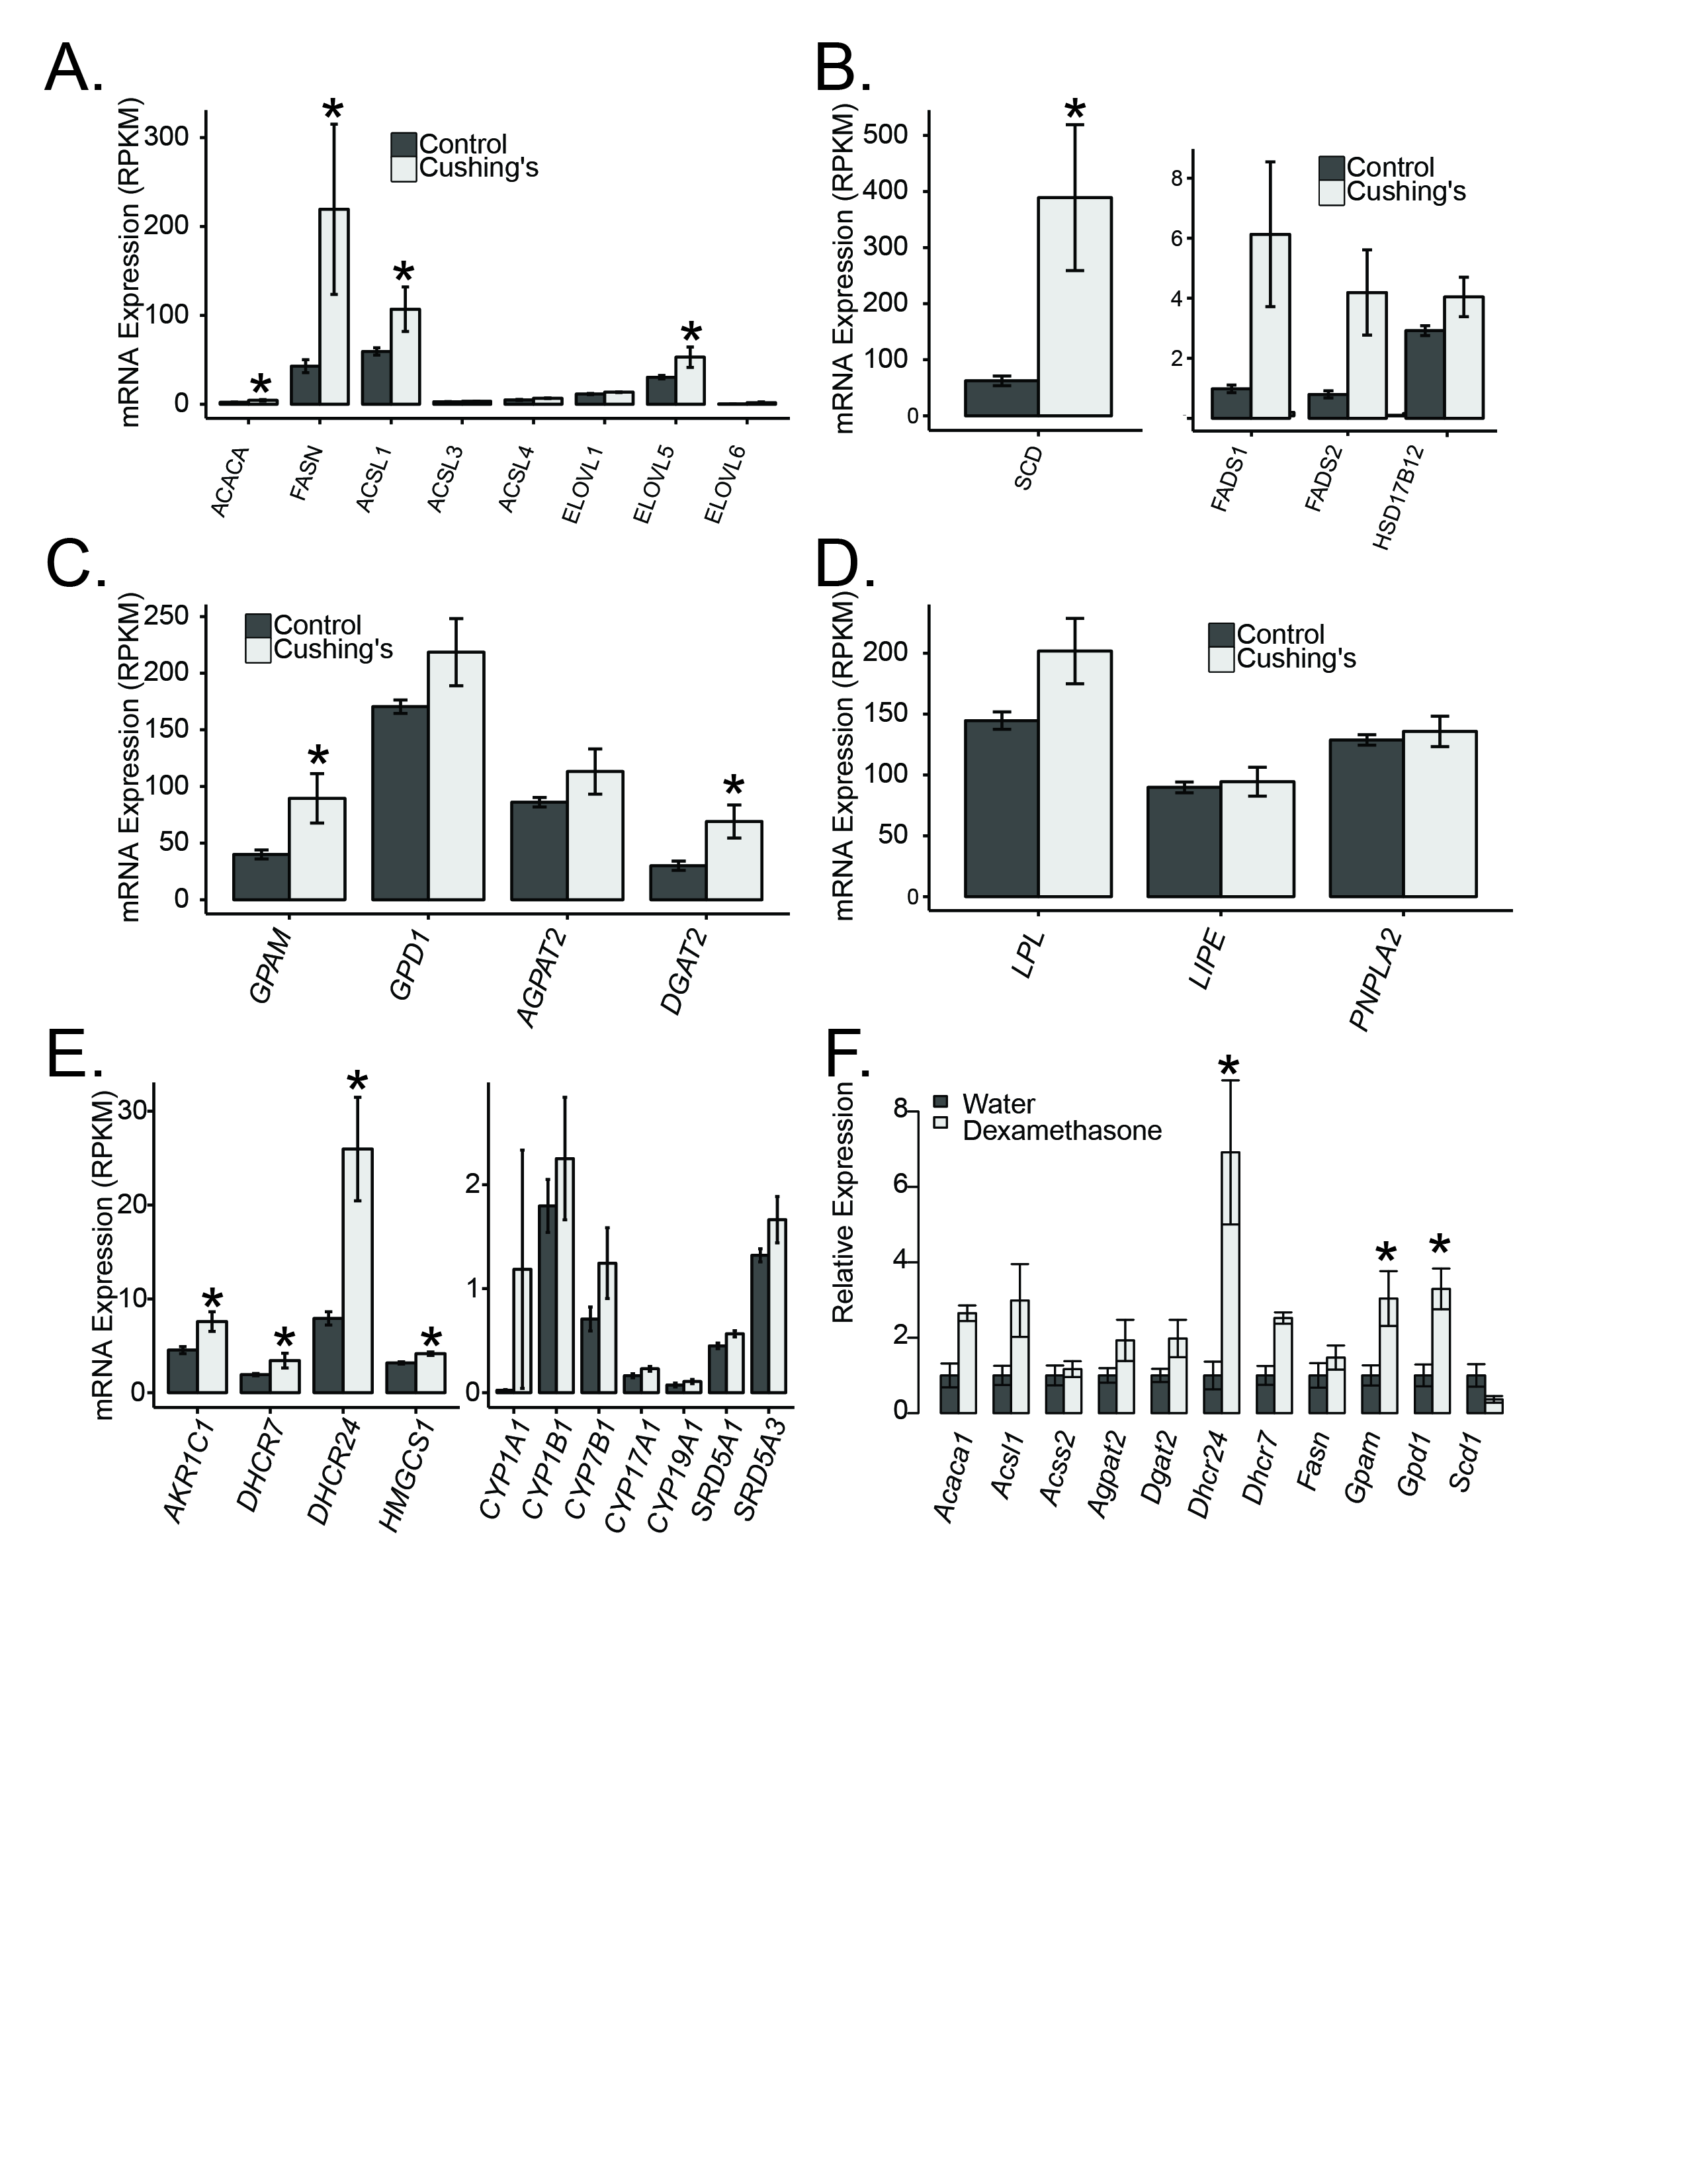 A.
mRNA Expression (RPKM)
300
200
100
0
*
*
*
*
Control
Cushing's
ACACA
FASN
ACSL1
ACSL3
ACSL4
ELOVL1
ELOVL5
ELOVL6
B.
mRNA Expression (RPKM)
500
400
300
200
100
0
*
SCD
8
6
4
2
-
Control
Cushing's
FADS1
FADS2
HSD17B12
C.
mRNA Expression (RPKM)
250
200
150
100
50
0
Control
Cushing's
*
*
GPAM
GPD1
AGPAT2
DGAT2
D.
mRNA Expression (RPKM)
200
150
100
50
0
Control
Cushing's
LPL
LIPE
PNPLA2
E.
mRNA Expression (RPKM)
30
20
10
0
*
*
*
*
AKR1C1
DHCR7
DHCR24
HMGCS1
2
1
0
CYP1A1
CYP1B1
CYP7B1
CYP17A1
CYP19A1
SRD5A1
SRD5A3
F.
Relative Expression
8
6
4
2
0
Water
Dexamethasone
*
*
*
Acaca1
Acsl1
Acss2
Agpat2
Dgat2
Dhcr24
Dhcr7
Fasn
Gpam
Gpd1
Scd1